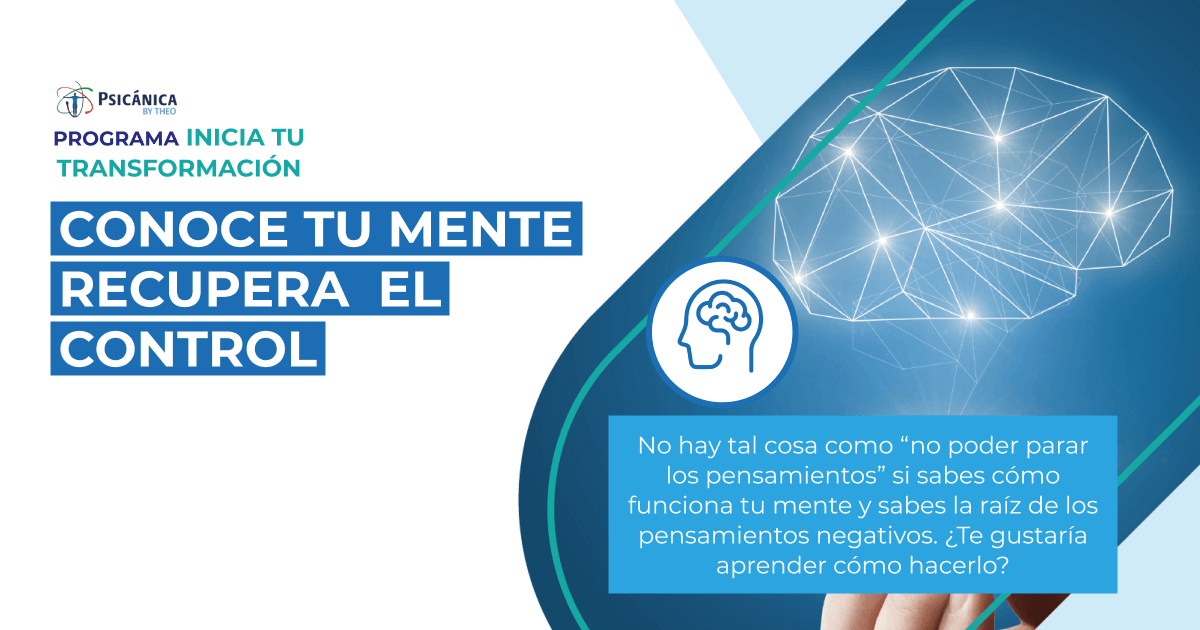 PSICÁNICA
BY THEO
PROGRAMA INICIA TU
TRANSFORMACIÓN
CONOCE TU MENTE
RECUPERA EL
CONTROL
No hay tal cosa como “no poder parar
los pensamientos” si sabes cómo
funciona tu mente y sabes la raíz de los
pensamientos negativos. ¿Te gustaría
aprender cómo hacerlo?